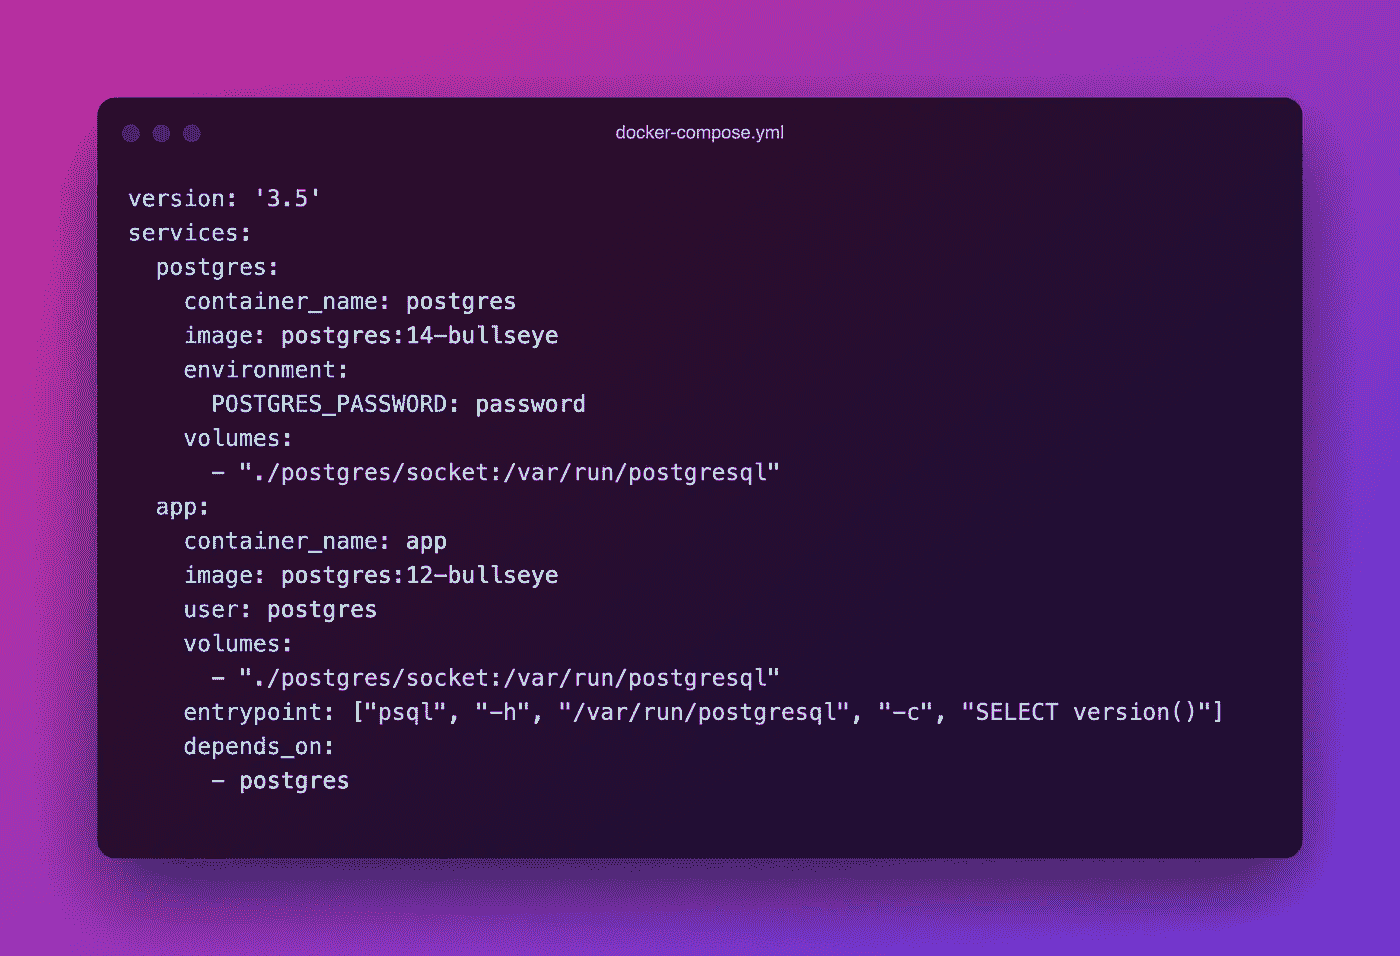 docker-compose.yml
version: '3.5'
services:
  postgres:
    container_name: postgres
    image: postgres:14-bullseye
    environment:
      POSTGRES_PASSWORD: password
    volumes:
      - "./postgres/socket:/var/run/postgresql"
  app:
    container_name: app
    image: postgres:12-bullseye
    user: postgres
    volumes:
      - "./postgres/socket:/var/run/postgresql"
    entrypoint: ["psql", "-h", "/var/run/postgresql", "-c", "SELECT version()"]
    depends_on:
      - postgres